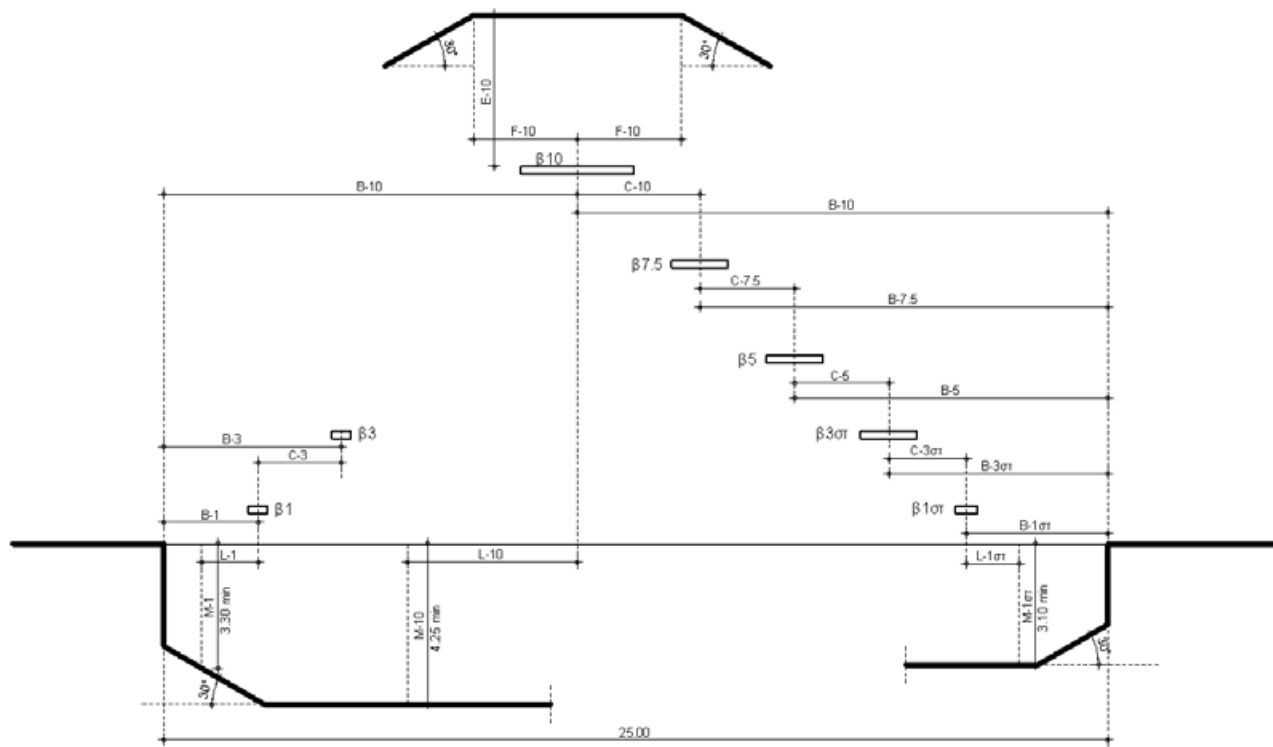 30°
30°
E-10
F-10
F-10
β10
B-10
C-10
B-10
β7.5
C-7.5
B-7.5
β5
C-5
B-5
β3
β3στ
B-3
C-3
C-3στ
B-3στ
β1
β1στ
B-1
B-1στ
L-1
L-10
L-1στ
M-1
3.30 min
M-10
4.25 min
M-1στ
3.10 min
30°
30°
25.00